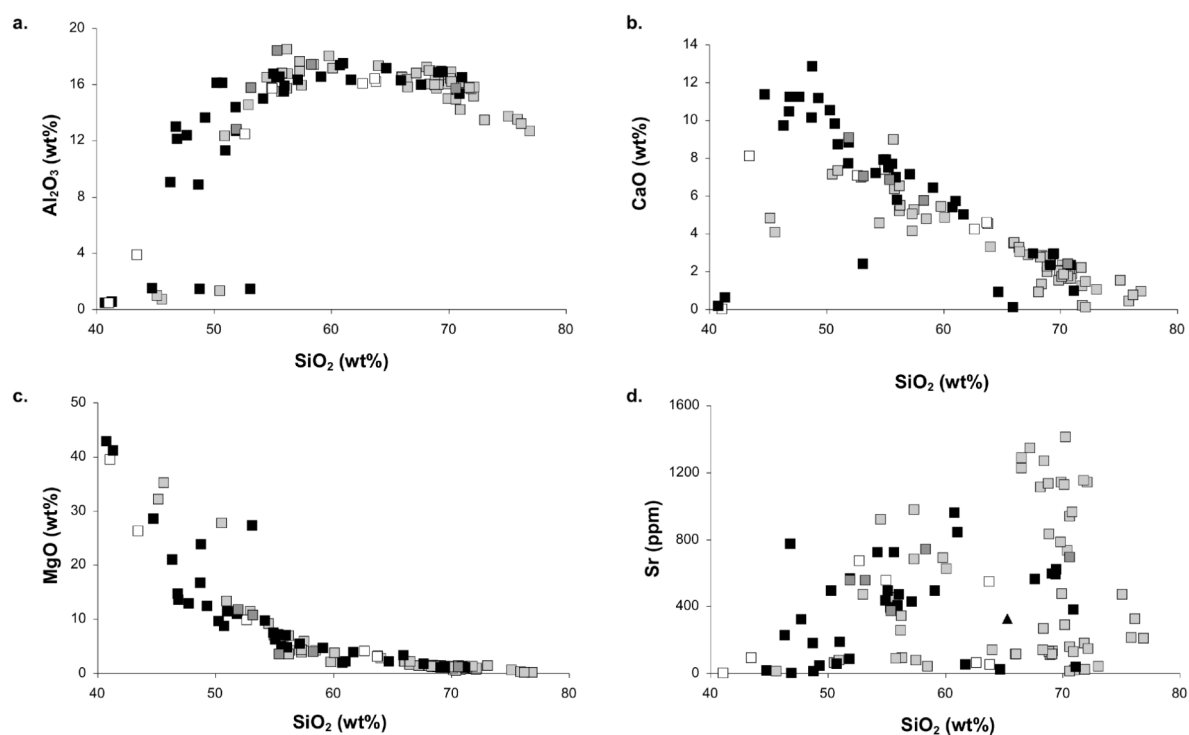 a.
20
16
12
8
4
0
Al₂O₃ (wt%)
40 50 60 70 80
SiO₂ (wt%)
b.
14
12
10
8
6
4
2
0
CaO (wt%)
40 50 60 70 80
SiO₂ (wt%)
c.
50
40
30
20
10
0
MgO (wt%)
40 50 60 70 80
SiO₂ (wt%)
d.
1600
1200
800
400
0
Sr (ppm)
40 50 60 70 80
SiO₂ (wt%)